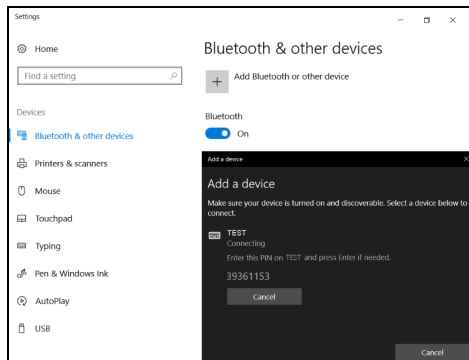 Settings
Home
Find a setting
Devices
Bluetooth & other devices
Printers & scanners
Mouse
Touchpad
Typing
Pen & Windows Ink
AutoPlay
USB
Bluetooth & other devices
Add Bluetooth or other device
Bluetooth
On
Add a device
Add a device
Make sure your device is turned on and discoverable. Select a device below to
connect.
TEST
Connecting
Enter this PIN on TEST and press Enter if needed.
39361153
Cancel
Cancel